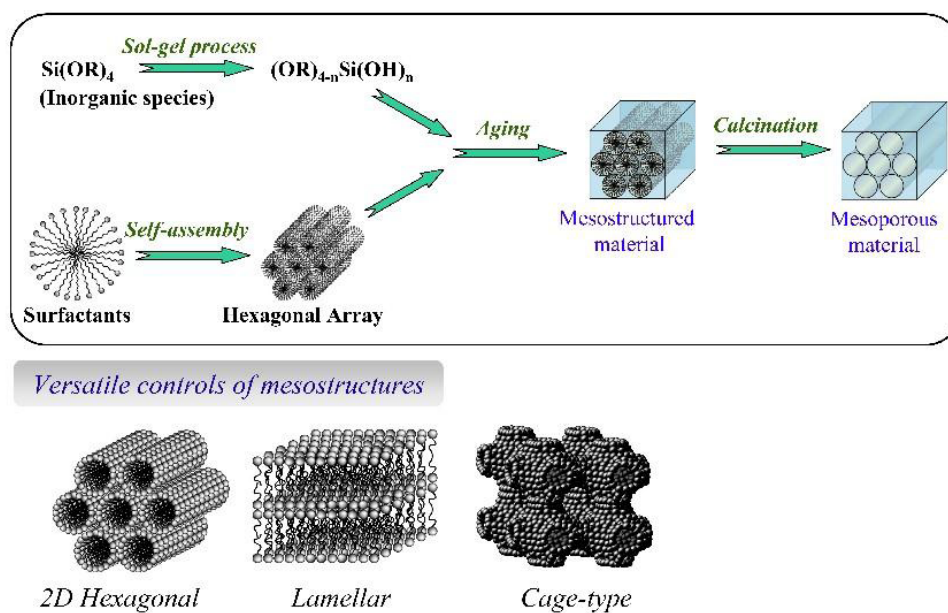 Sol-gel process
Si(OR)₄
(OR)₄₋ₙSi(OH)ₙ
(Inorganic species)
Aging
Calcination
Mesostructured
material
Mesoporous
material
Self-assembly
Surfactants
Hexagonal Array
Versatile controls of mesostructures
2D Hexagonal
Lamellar
Cage-type